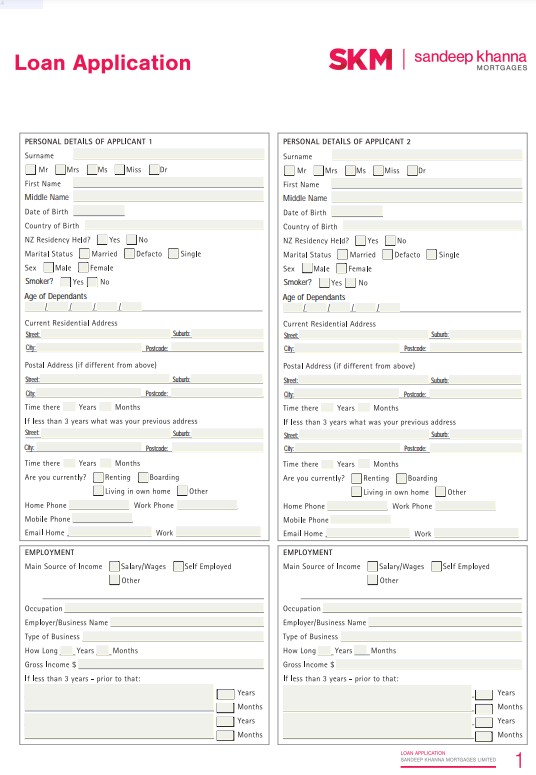 Loan Application
SKM | sandeep khanna
MORTGAGES
PERSONAL DETAILS OF APPLICANT 1
Surname
Mr Mrs Ms Miss Dr
First Name
Middle Name
Date of Birth
Country of Birth
NZ Residency Held? Yes No
Marital Status Married Defacto Single
Sex Male Female
Smoker? Yes No
Age of Dependants
/ / / /
Current Residential Address
Street: Suburb:
City: Postcode:
Postal Address (if different from above)
Street: Suburb:
City: Postcode:
Time there Years Months
If less than 3 years what was your previous address
Street: Suburb:
City: Postcode:
Time there Years Months
Are you currently? Renting Boarding
Living in own home Other
Home Phone Work Phone
Mobile Phone
Email Home Work
PERSONAL DETAILS OF APPLICANT 2
Surname
Mr Mrs Ms Miss Dr
First Name
Middle Name
Date of Birth
Country of Birth
NZ Residency Held? Yes No
Marital Status Married Defacto Single
Sex Male Female
Smoker? Yes No
Age of Dependants
/ / / /
Current Residential Address
Street: Suburb:
City: Postcode:
Postal Address (if different from above)
Street: Suburb:
City: Postcode:
Time there Years Months
If less than 3 years what was your previous address
Street: Suburb:
City: Postcode:
Time there Years Months
Are you currently? Renting Boarding
Living in own home Other
Home Phone Work Phone
Mobile Phone
Email Home Work
EMPLOYMENT
Main Source of Income Salary/Wages Self Employed
Other
Occupation
Employer/Business Name
Type of Business
How Long Years Months
Gross Income $
If less than 3 years - prior to that:
Years
Months
Years
Months
EMPLOYMENT
Main Source of Income Salary/Wages Self Employed
Other
Occupation
Employer/Business Name
Type of Business
How Long Years Months
Gross Income $
If less than 3 years - prior to that:
Years
Months
Years
Months
LOAN APPLICATION
SANDEEP KHANNA MORTGAGES LIMITED 1